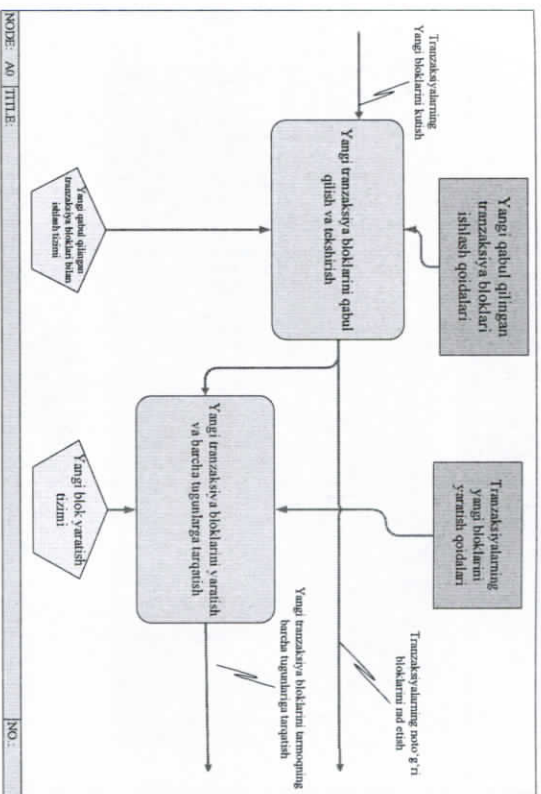 Yangi qabul qilingan
tranzaksiya bloklari
ishlash qoidalari
Tranzaksiyalarning
yangi bloklarini
yaratish qoidalari
Tranzaksiyalarning
Yangi bloklarini kutish
Yangi tranzaksiya bloklarini qabul
qilish va tekshirish
Tranzaksiyalarning noto‘g‘ri
bloklarini rad etish
Yangi tranzaksiya bloklarini yaratish
va barcha tugunlarga tarqatish
Yangi tranzaksiya bloklarini tarmoqning
barcha tugunlariga tarqatish
Yangi qabul qilingan
tranzaksiya bloklari bilan
ishlash tizimi
Yangi blok yaratish
tizimi
NODE: A0 TITLE: NO.: